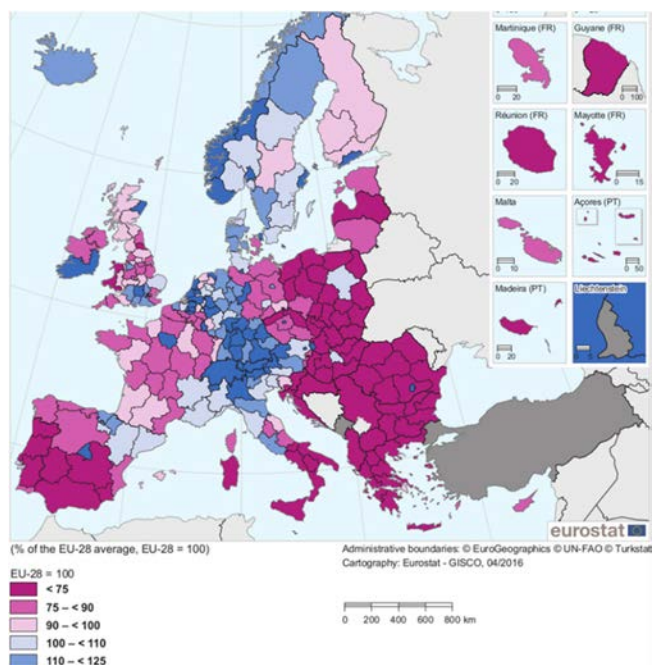 Martinique (FR)
0 20
Guyane (FR)
0 100
Réunion (FR)
0 20
Mayotte (FR)
0 15
Malta
0 10
Açores (PT)
0 50
Madeira (PT)
0 20
Liechtenstein
0 5
eurostat
(% of the EU-28 average, EU-28 = 100)
Administrative boundaries: © EuroGeographics © UN-FAO © Turkstat
Cartography: Eurostat - GISCO, 04/2016
EU-28 = 100
< 75
75 – < 90
90 – < 100
100 – < 110
110 – < 125
0 200 400 600 800 km